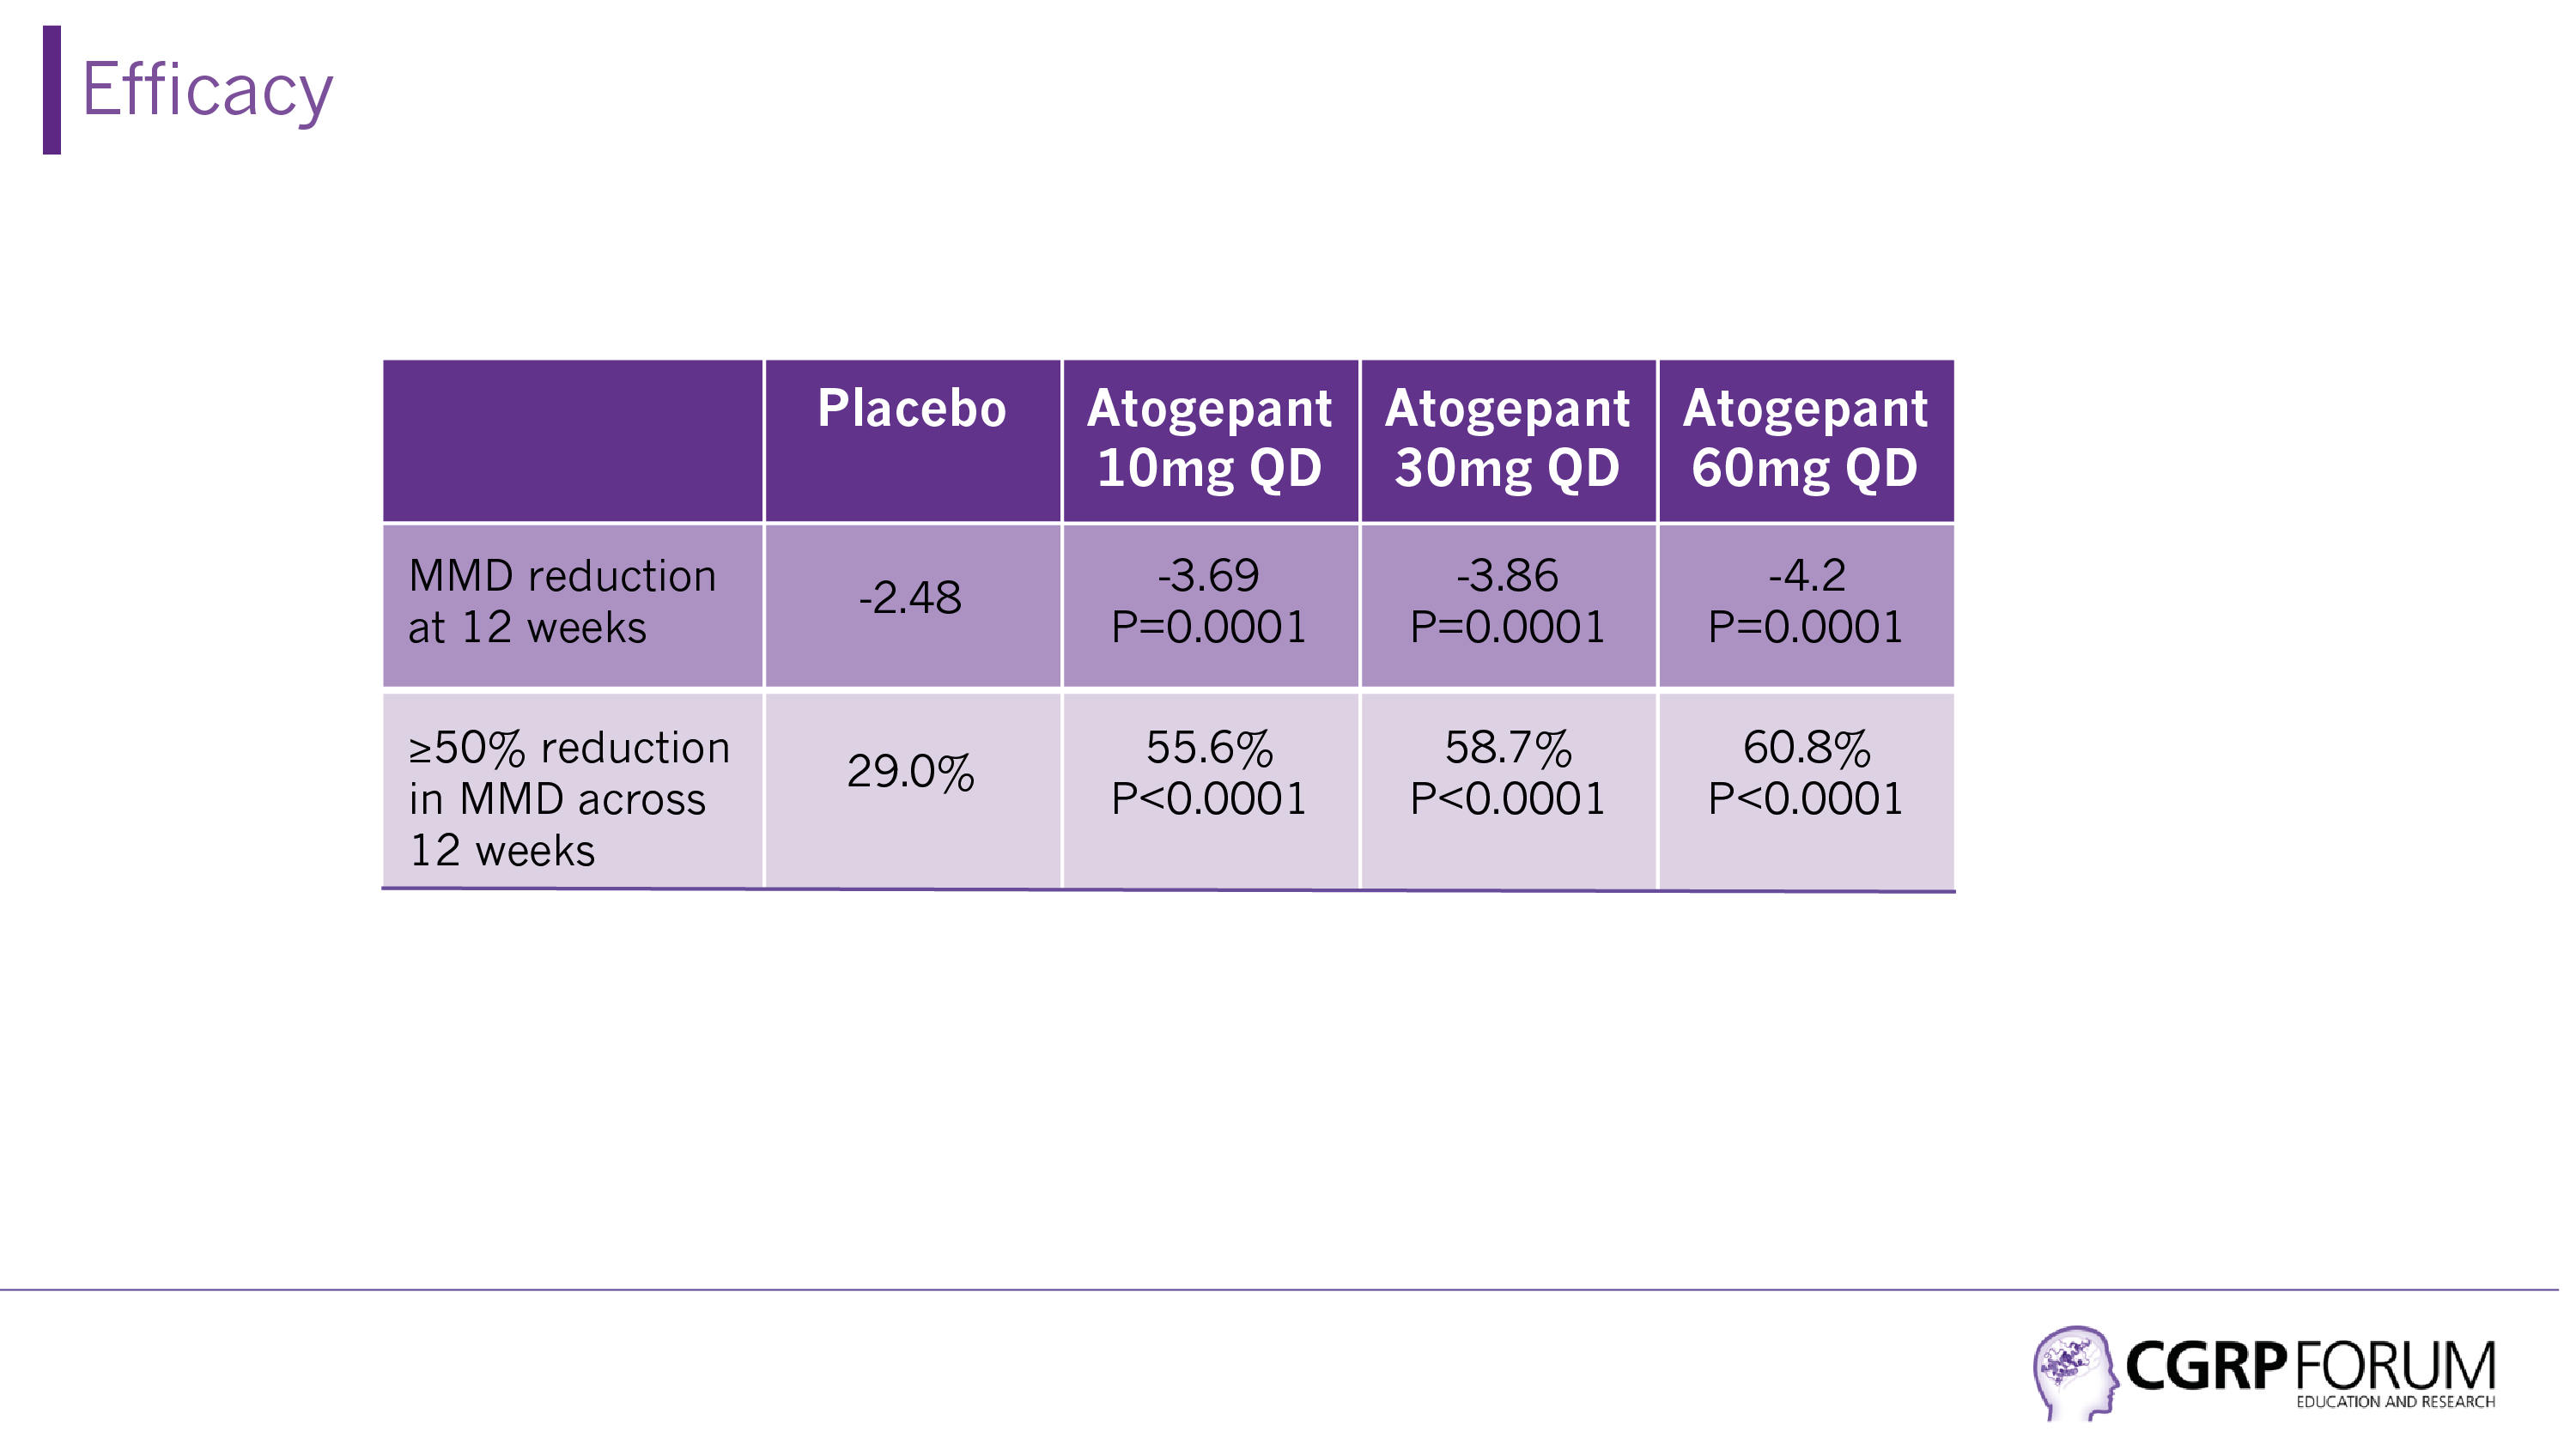 Efficacy
Placebo
Atogepant
10mg QD
Atogepant
30mg QD
Atogepant
60mg QD
MMD reduction
at 12 weeks
-2.48
-3.69
P=0.0001
-3.86
P=0.0001
-4.2
P=0.0001
≥50% reduction
in MMD across
12 weeks
29.0%
55.6%
P<0.0001
58.7%
P<0.0001
60.8%
P<0.0001
CGRP FORUM
EDUCATION AND RESEARCH